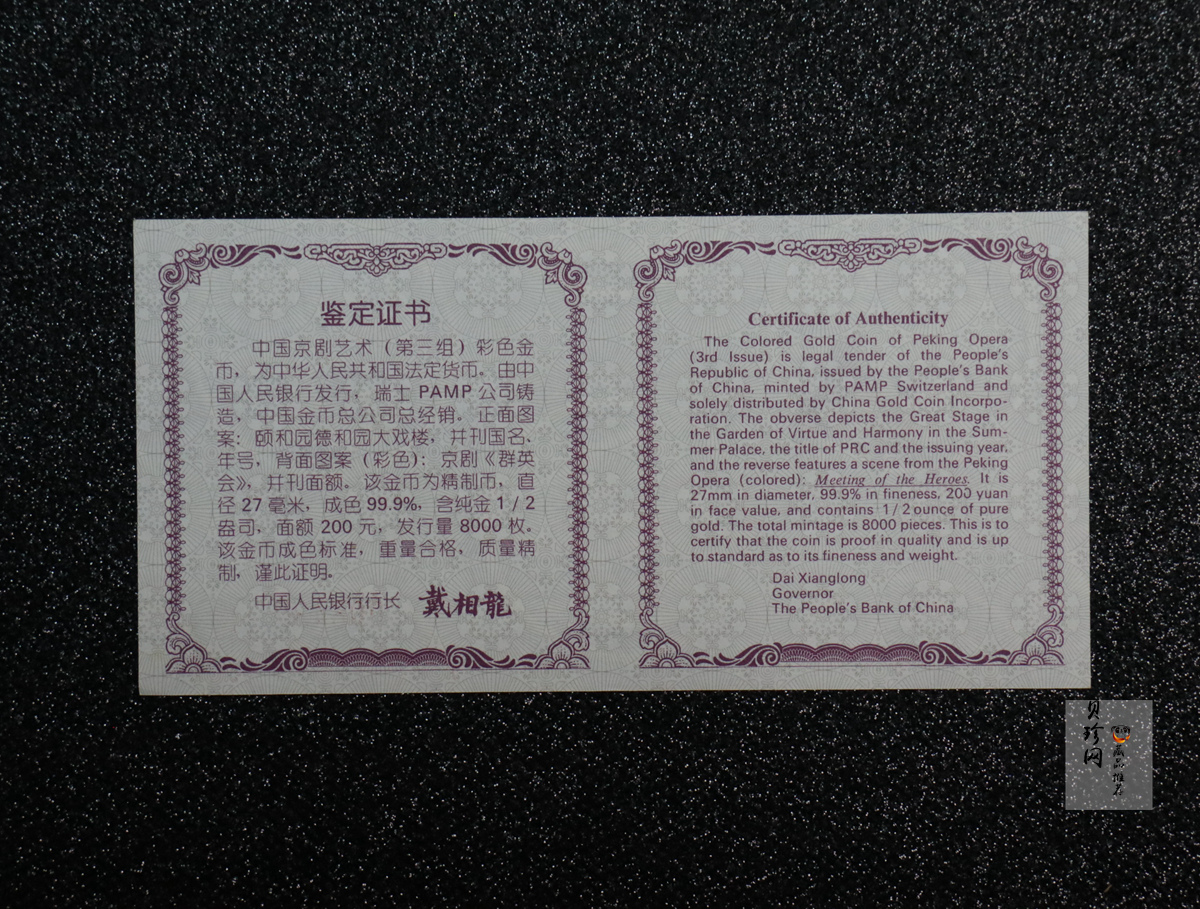 鉴定证书
中国京剧艺术（第三组）彩色金
币，为中华人民共和国法定货币。由中
国人民银行发行，瑞士 PAMP 公司铸
造，中国金币总公司总经销。正面图
案：颐和园德和园大戏楼，并刊国名、
年号，背面图案（彩色）：京剧《群英
会》，并刊面额。该金币为精制币，直
径 27 毫米，成色 99.9%，含纯金 1 / 2
盎司，面额 200 元，发行量 8000 枚。
该金币成色标准，重量合格，质量精
制，谨此证明。
中国人民银行行长 戴相龍
Certificate of Authenticity
The Colored Gold Coin of Peking Opera
(3rd Issue) is legal tender of the People's
Republic of China, issued by the People's Bank
of China, minted by PAMP Switzerland and
solely distributed by China Gold Coin Incorpo-
ration. The obverse depicts the Great Stage in
the Garden of Virtue and Harmony in the Sum-
mer Palace, the title of PRC and the issuing year,
and the reverse features a scene from the Peking
Opera (colored): Meeting of the Heroes. It is
27mm in diameter, 99.9% in fineness, 200 yuan
in face value, and contains 1 / 2 ounce of pure
gold. The total mintage is 8000 pieces. This is to
certify that the coin is proof in quality and is up
to standard as to its fineness and weight.
Dai Xianglong
Governor
The People's Bank of China
贝珍网
藏品推荐